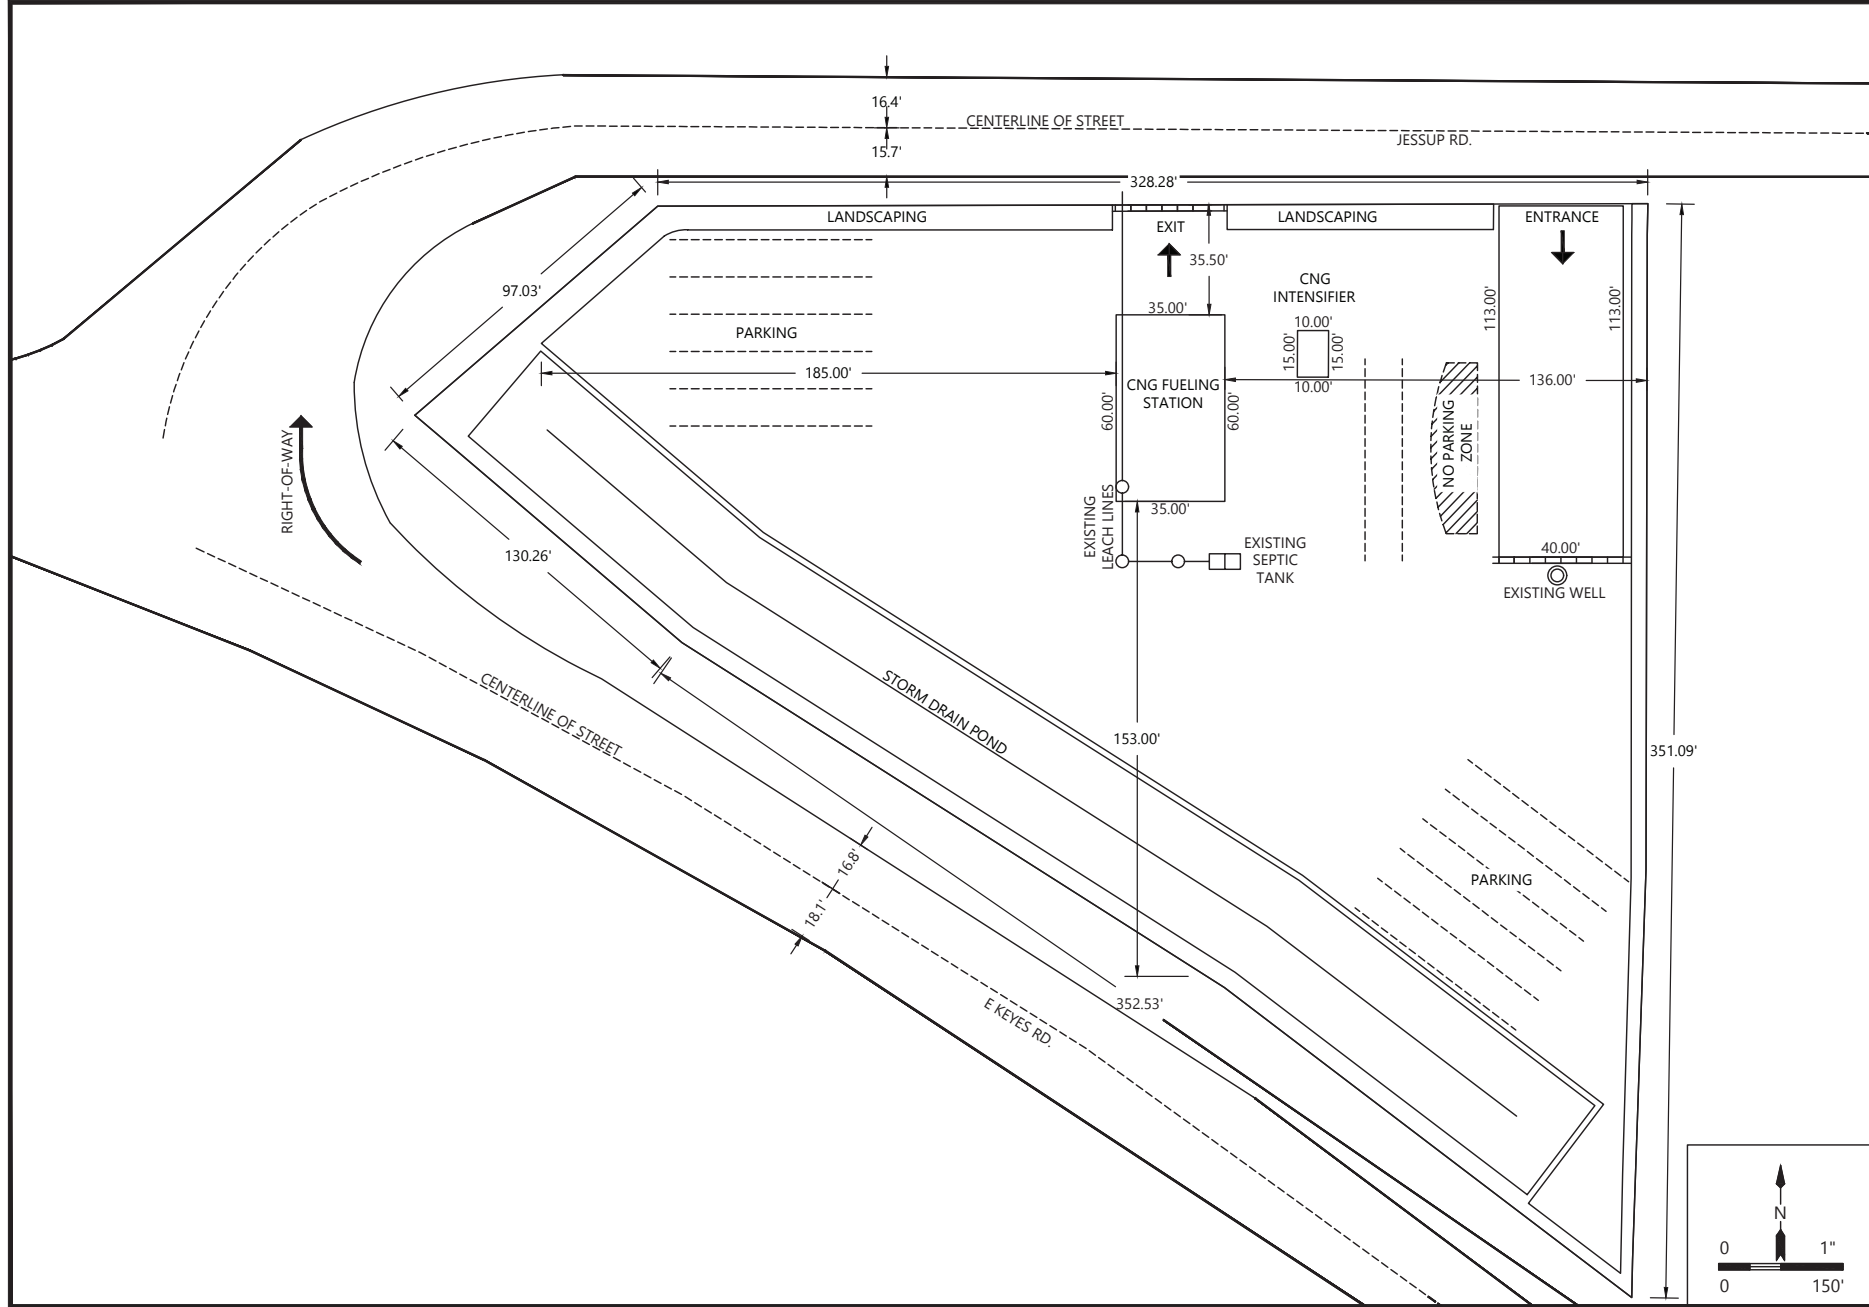 16.4'
CENTERLINE OF STREET
JESSUP RD.
15.7'
328.28'
LANDSCAPING
EXIT
LANDSCAPING
ENTRANCE
35.50'
97.03'
CNG
INTENSIFIER
35.00'
10.00'
113.00'
113.00'
PARKING
15.00'
15.00'
185.00'
10.00'
136.00'
CNG FUELING
STATION
60.00'
60.00'
NO PARKING
ZONE
RIGHT-OF-WAY
35.00'
EXISTING
LEACH LINES
130.26'
EXISTING
SEPTIC
TANK
40.00'
EXISTING WELL
CENTERLINE OF STREET
STORM DRAIN POND
153.00'
351.09'
16.8'
18.1'
PARKING
352.53'
E KEYES RD.
N
0 1"
0 150'